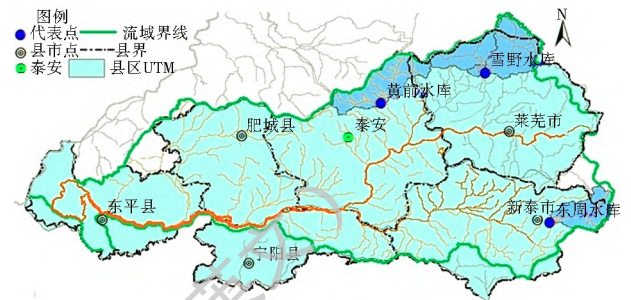 图例
代表点
流域界线
县市点
县界
泰安
县区UTM
N
雪野水库
黄前水库
肥城县
泰安
莱芜市
东平县
新泰市
东周水库
宁阳县